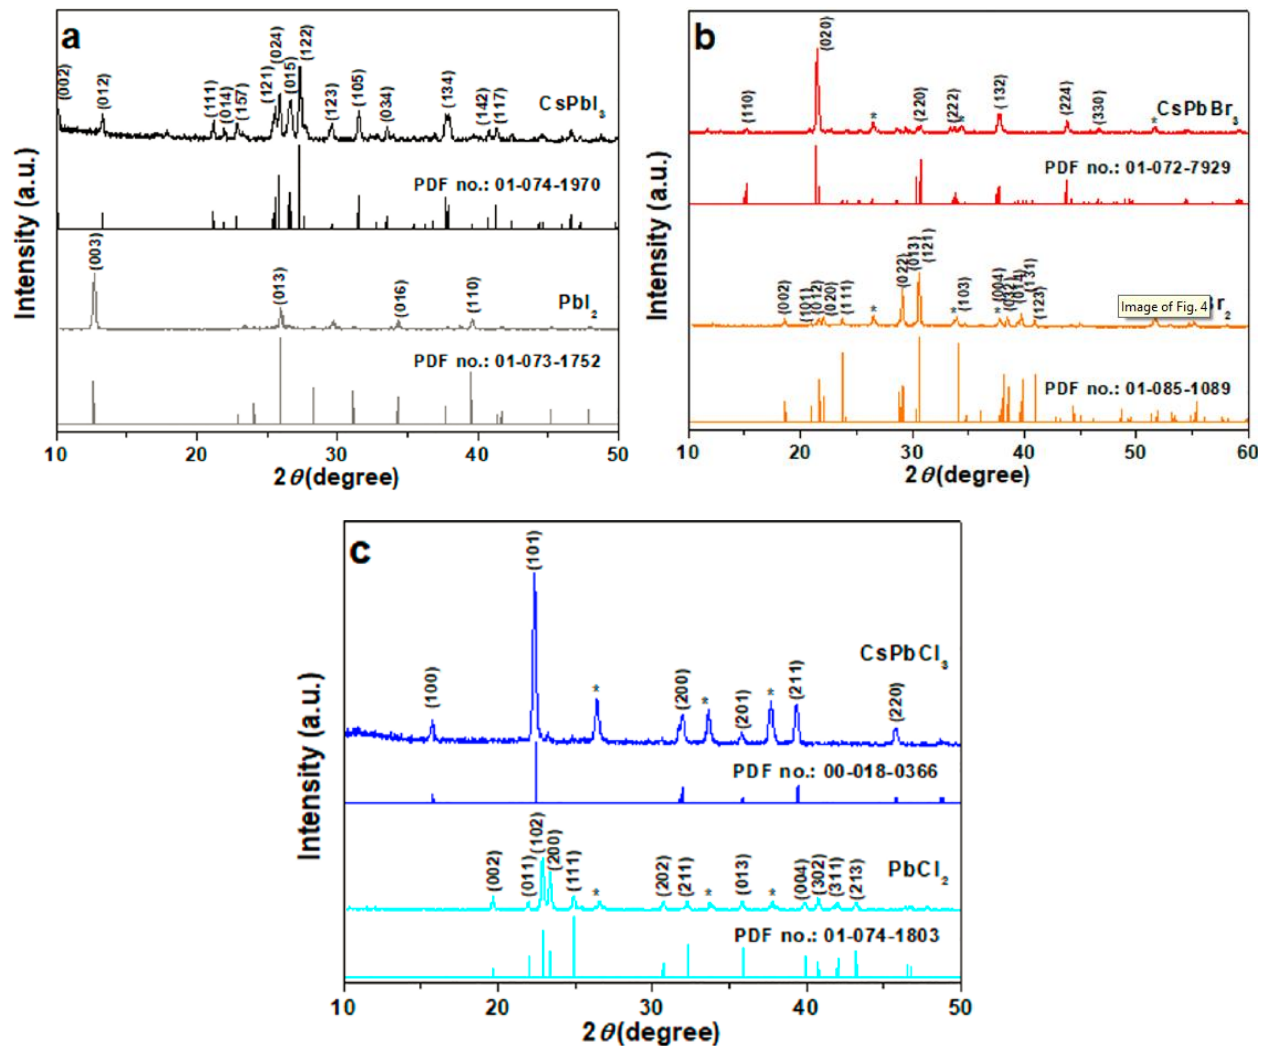 a
(002)
(012)
(111)
(014)
(157)
(121)
(024)
(015)
(122)
(123)
(105)
(034)
(134)
(142)
(117)
CsPbI3
PDF no.: 01-074-1970
(003)
(013)
(016)
(110)
PbI2
PDF no.: 01-073-1752
Intensity (a.u.)
10 20 30 40 50
2θ(degree)
b
(110)
(020)
*
(220)
(222)
*
(132)
(224)
(330)
*
CsPbBr3
PDF no.: 01-072-7929
(002)
(101)
(012)
(020)
(111)
*
(022)
(013)
(121)
*
(103)
*
(004)
(032)
(014)
(131)
(123)
Image of Fig. 4
Br2
PDF no.: 01-085-1089
Intensity (a.u.)
10 20 30 40 50 60
2θ(degree)
c
(100)
(101)
*
(200)
*
(201)
*
(211)
(220)
CsPbCl3
PDF no.: 00-018-0366
(002)
(011)
(102)
(200)
(111)
*
(202)
(211)
*
(013)
*
(004)
(302)
(311)
(213)
PbCl2
PDF no.: 01-074-1803
Intensity (a.u.)
10 20 30 40 50
2θ(degree)